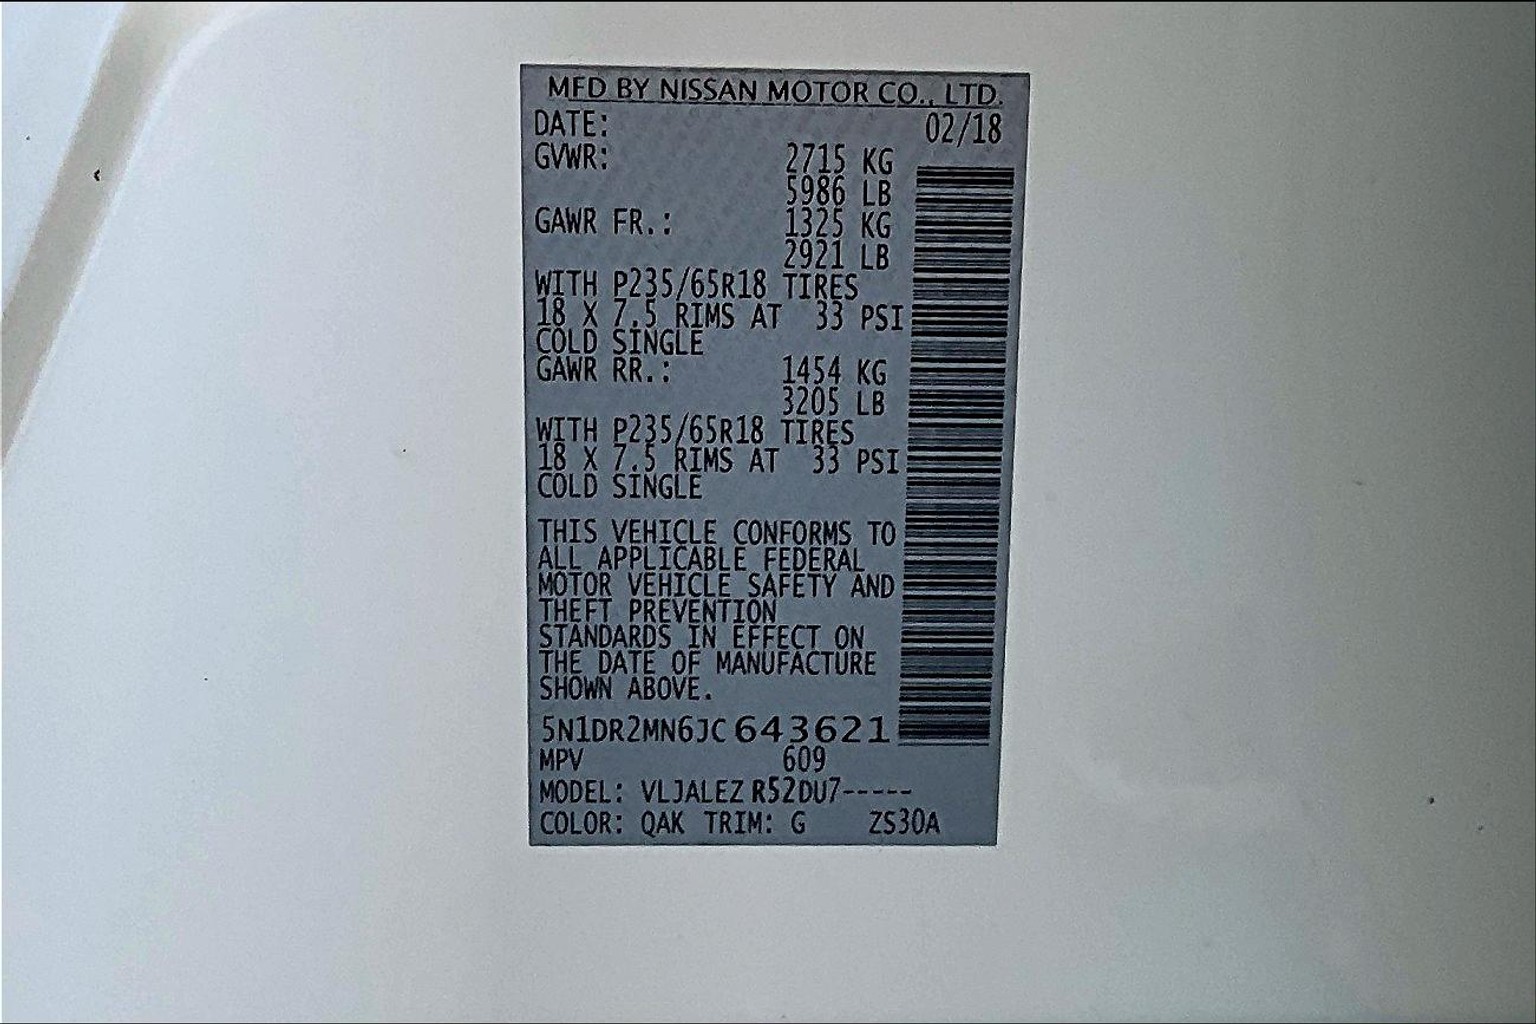 MFD BY NISSAN MOTOR CO., LTD.
DATE: 02/18
GVWR: 2715 KG
5986 LB
GAWR FR.: 1325 KG
2921 LB
WITH P235/65R18 TIRES
18 X 7.5 RIMS AT 33 PSI
COLD SINGLE
GAWR RR.: 1454 KG
3205 LB
WITH P235/65R18 TIRES
18 X 7.5 RIMS AT 33 PSI
COLD SINGLE
THIS VEHICLE CONFORMS TO
ALL APPLICABLE FEDERAL
MOTOR VEHICLE SAFETY AND
THEFT PREVENTION
STANDARDS IN EFFECT ON
THE DATE OF MANUFACTURE
SHOWN ABOVE.
5N1DR2MN6JC643621
MPV 609
MODEL: VLJALEZ R52DU7-----
COLOR: QAK TRIM: G ZS30A